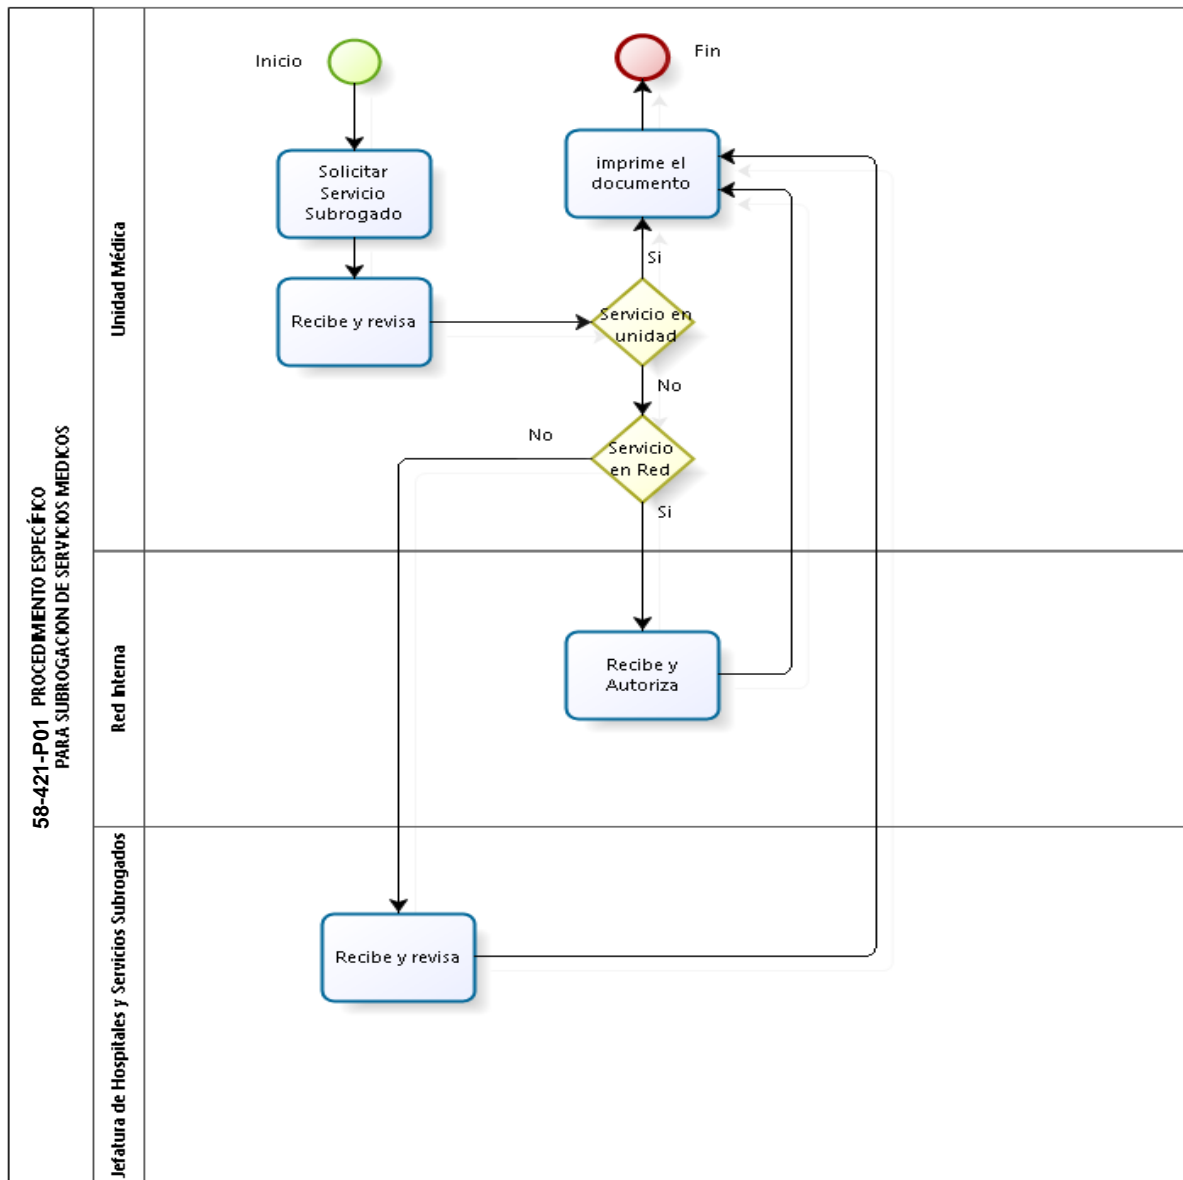 58-421-P01 PROCEDIMIENTO ESPECÍFICO
PARA SUBROGACION DE SERVICIOS MEDICOS
Unidad Médica
Inicio
Fin
Solicitar
Servicio
Subrogado
imprime el
documento
Si
Recibe y revisa
Servicio en
unidad
No
No
Servicio
en Red
Si
Red Interna
Recibe y
Autoriza
Jefatura de Hospitales y Servicios Subrogados
Recibe y revisa